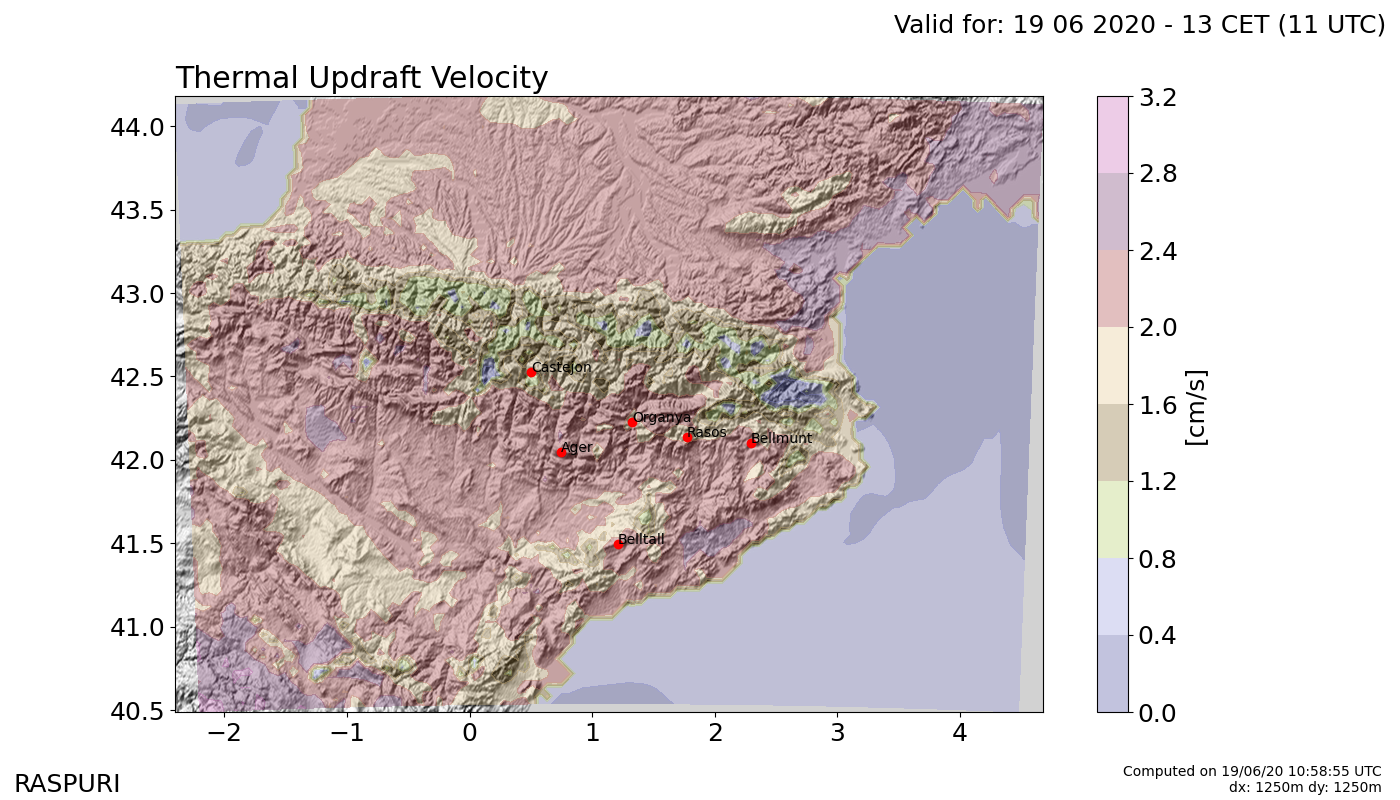 Valid for: 19 06 2020 - 13 CET (11 UTC)
Thermal Updraft Velocity
44.0
43.5
43.0
42.5
42.0
41.5
41.0
40.5
−2
−1
0
1
2
3
4
Castejon
Organya
Rasos
Bellmunt
Ager
Belltall
3.2
2.8
2.4
2.0
1.6
1.2
0.8
0.4
0.0
[cm/s]
RASPURI
Computed on 19/06/20 10:58:55 UTC
dx: 1250m dy: 1250m